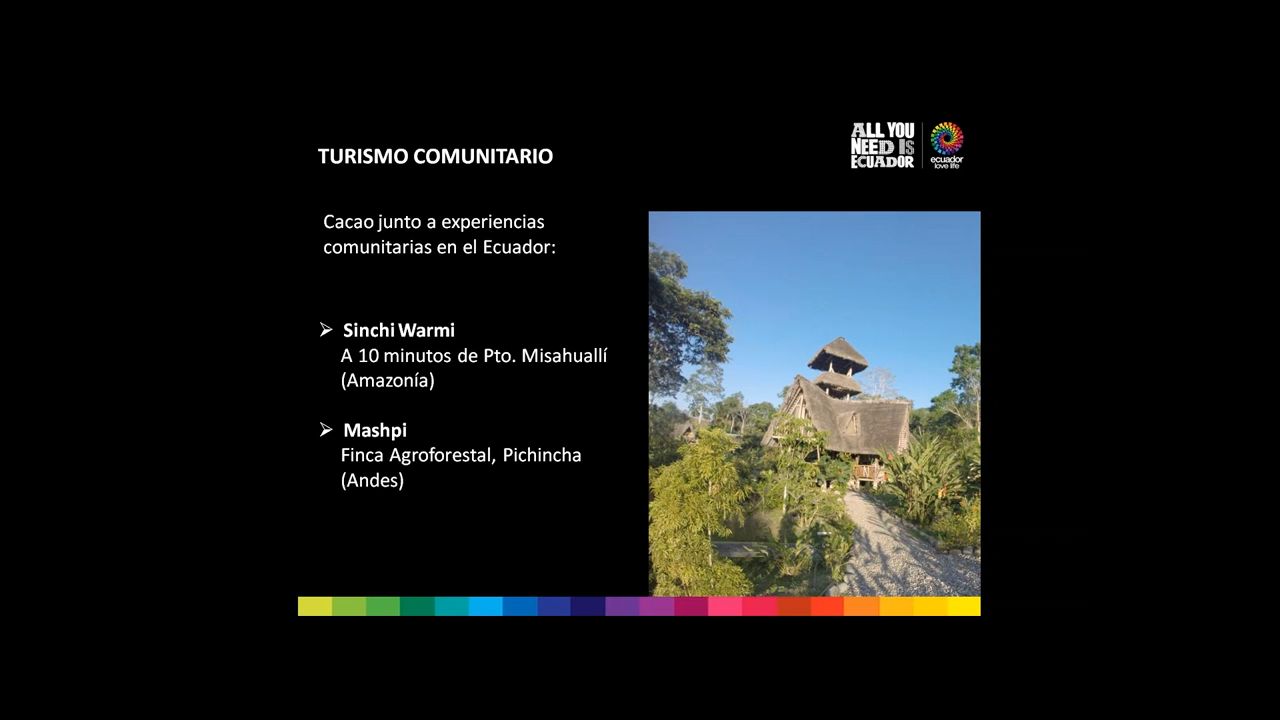 TURISMO COMUNITARIO
ALL YOU
NEED IS
ECUADOR
ecuador
love life
Cacao junto a experiencias
comunitarias en el Ecuador:
➢ Sinchi Warmi
A 10 minutos de Pto. Misahuallí
(Amazonía)
➢ Mashpi
Finca Agroforestal, Pichincha
(Andes)